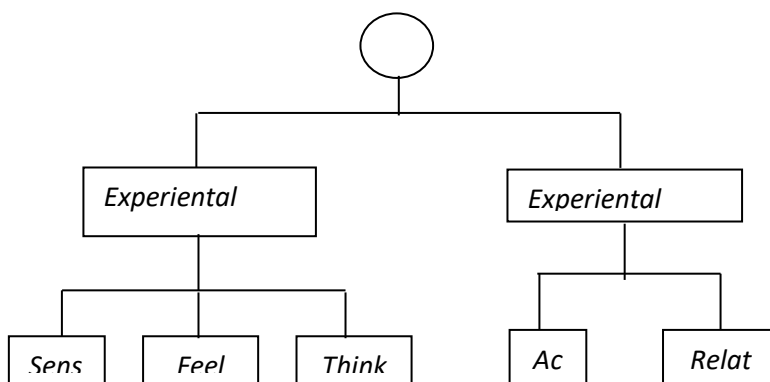 Experiental
Experiental
Sens
Feel
Think
Ac
Relat